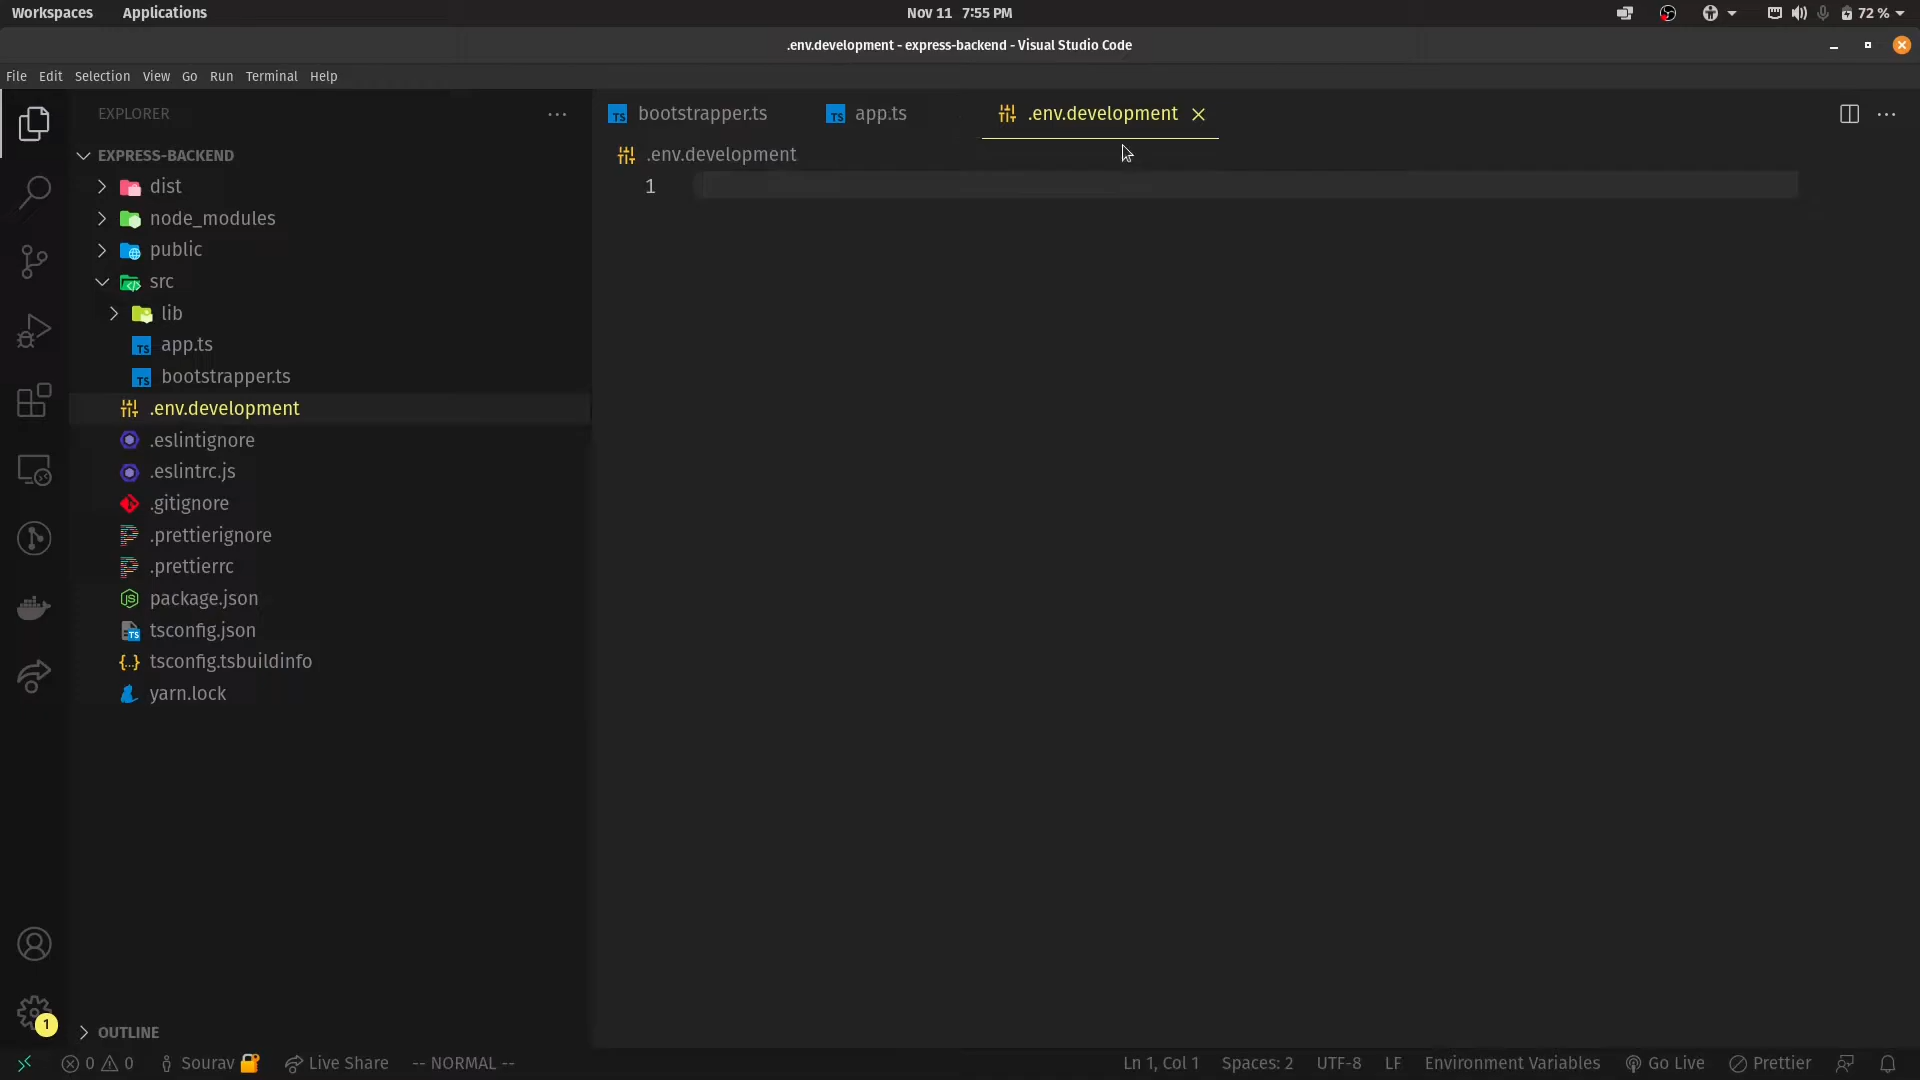 Workspaces Applications Nov 11 7:55 PM 72 %
.env.development - express-backend - Visual Studio Code
File Edit Selection View Go Run Terminal Help
EXPLORER
bootstrapper.ts app.ts .env.development
EXPRESS-BACKEND
.env.development
1
dist
node_modules
public
src
lib
TS app.ts
TS bootstrapper.ts
.env.development
.eslintignore
.eslintrc.js
.gitignore
.prettierignore
.prettierrc
package.json
tsconfig.json
tsconfig.tsbuildinfo
yarn.lock
1
OUTLINE
0 0 Sourav Live Share -- NORMAL -- Ln 1, Col 1 Spaces: 2 UTF-8 LF Environment Variables Go Live Prettier